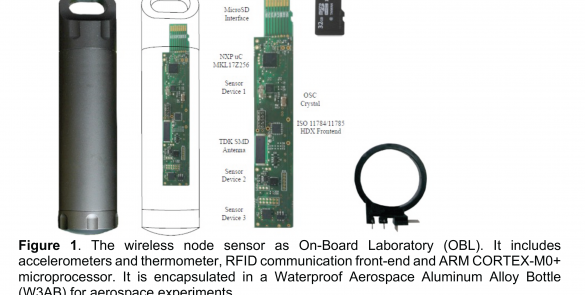 MicroSD
Interface
NXP nC
MKL17Z256
Sensor
Device 1
OSC
Crystal
ISO 11784/11785
HDX Frontend
TDK SMD
Antenna
Sensor
Device 2
Sensor
Device 3
Figure 1. The wireless node sensor as On-Board Laboratory (OBL). It includes
accelerometers and thermometer, RFID communication front-end and ARM CORTEX-M0+
microprocessor. It is encapsulated in a Waterproof Aerospace Aluminum Alloy Bottle
(W3AB) for aerospace experiments.